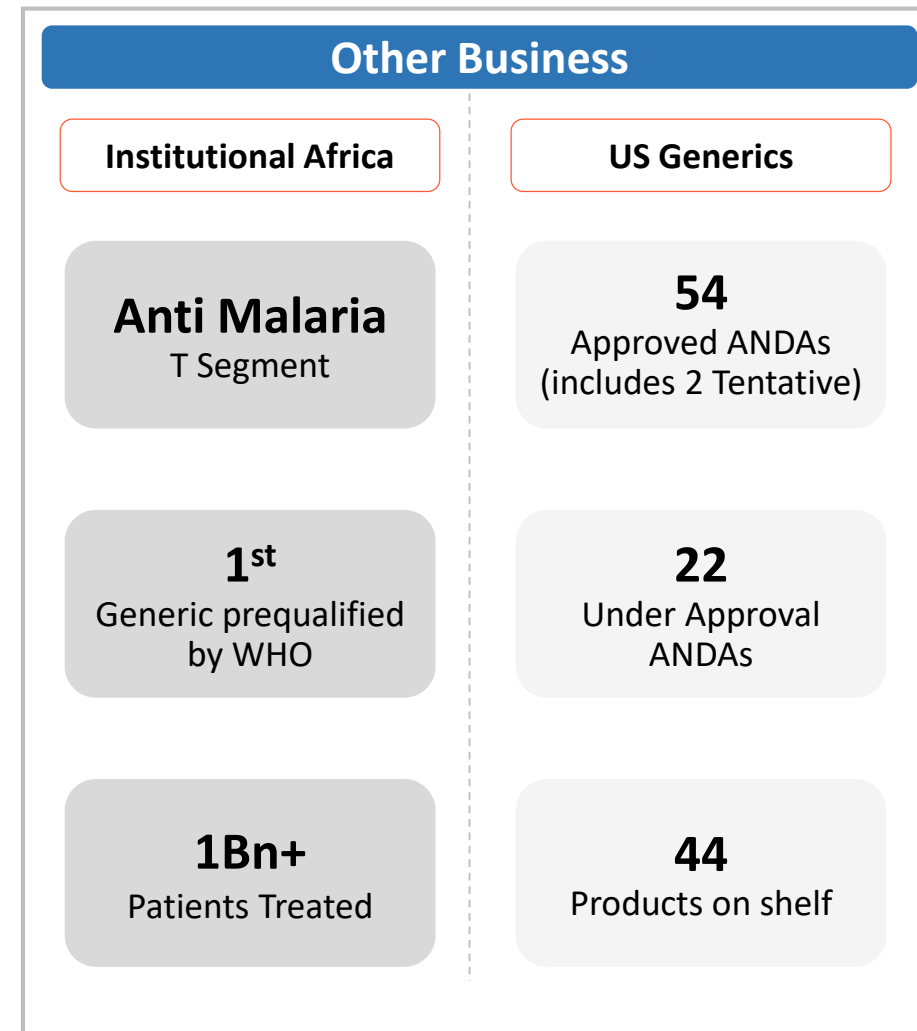 Other Business
Institutional Africa
Anti Malaria
T Segment
1st
Generic prequalified
by WHO
1Bn+
Patients Treated
US Generics
54
Approved ANDAs
(includes 2 Tentative)
22
Under Approval
ANDAs
44
Products on shelf